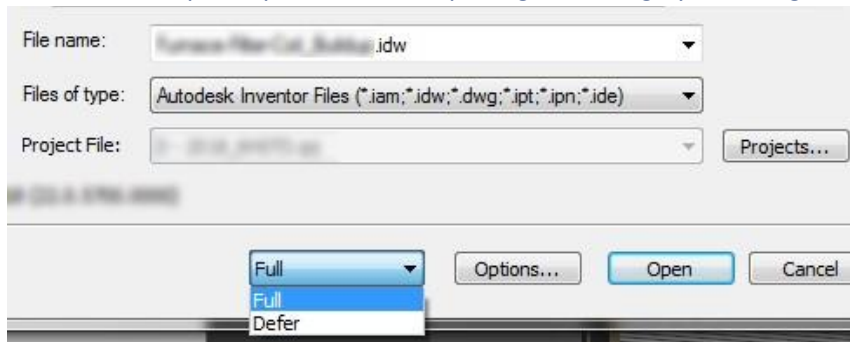 File name: .idw
Files of type: Autodesk Inventor Files (*.iam;*.idw;*.dwg;*.ipt;*.ipn;*.ide)
Project File: Projects...
Full Options... Open Cancel
Full
Defer